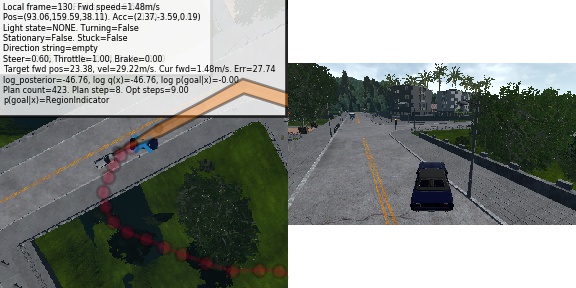 Local frame=130. Fwd speed=1.48m/s
Pos=(93.06,159.59,38.11). Acc=(2.37,-3.59,0.19)
Light state=NONE. Turning=False
Stationary=False. Stuck=False
Direction string=empty
Steer=0.60, Throttle=1.00, Brake=0.00
Target fwd pos=23.38, vel=29.22m/s. Cur fwd=1.48m/s. Err=27.74
log_posterior=-46.76, log q(x)=-46.76, log p(goal|x)=-0.00
Plan count=423. Plan step=8. Opt steps=9.00
p(goal|x)=RegionIndicator